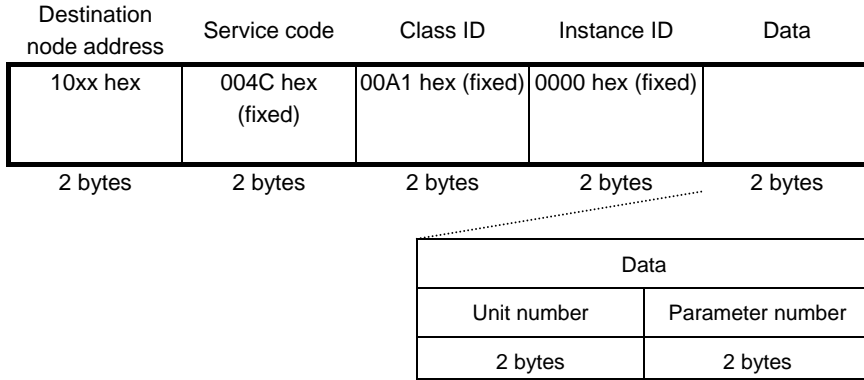 Destination
node address Service code Class ID Instance ID Data
10xx hex 004C hex 00A1 hex (fixed) 0000 hex (fixed)
(fixed)
2 bytes 2 bytes 2 bytes 2 bytes 2 bytes
Data
Unit number Parameter number
2 bytes 2 bytes